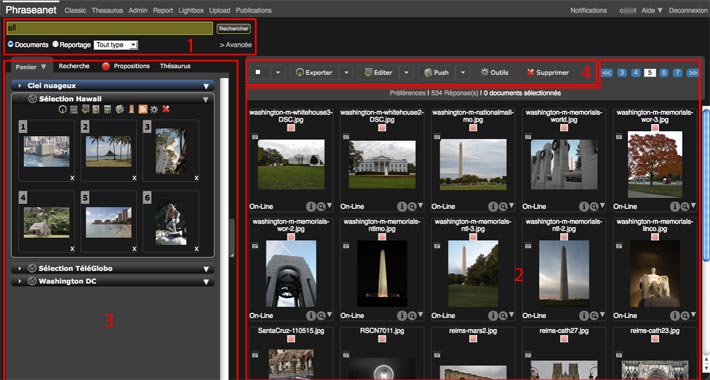 Phraseanet Classic Thesaurus Admin Report Lightbox Upload Publications Notifications Aide ▼ Deconnexion
all Rechercher
Documents Reportage Tout type 1 > Avancée
Panier ▼ Recherche Propositions Thésaurus
Ciel nuageux
Sélection Hawaii
1 2 3
x x x
4 5 6
x x x
Sélection TéléGlobo
Washington DC
3
Exporter Editer Push Outils Supprimer 4
<< 3 4 5 6 7 >>
Préférences | 534 Réponse(s) | 0 documents sélectionnés
washington-m-whitehouse3-DSC.jpg
washington-m-whitehouse2-DSC.jpg
washington-m-nationalmall-mo.jpg
washington-m-memorials-world.jpg
washington-m-memorials-wor-3.jpg
On-Line On-Line On-Line On-Line On-Line
washington-m-memorials-wor-2.jpg
washington-m-memorials-ntlmo.jpg
washington-m-memorials-ntl-3.jpg
washington-m-memorials-ntl-2.jpg
washington-m-memorials-linco.jpg
2
On-Line On-Line On-Line On-Line On-Line
SantaCruz-110515.jpg RSCN7011.jpg reims-mars2.jpg reims-cath27.jpg reims-cath23.jpg